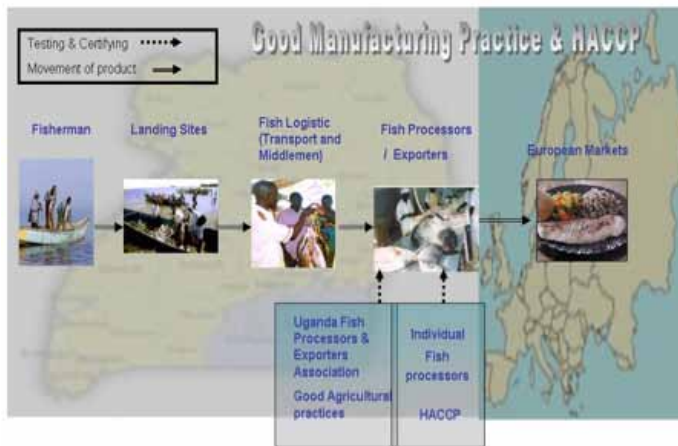 Good Manufacturing Practice & HACCP
Testing & Certifying
Movement of product
Fisherman
Landing Sites
Fish Logistic
(Transport and
Middlemen)
Fish Processors
/ Exporters
European Markets
Uganda Fish
Processors &
Exporters
Association
Good Agricultural
practices
Individual
Fish
processors
HACCP